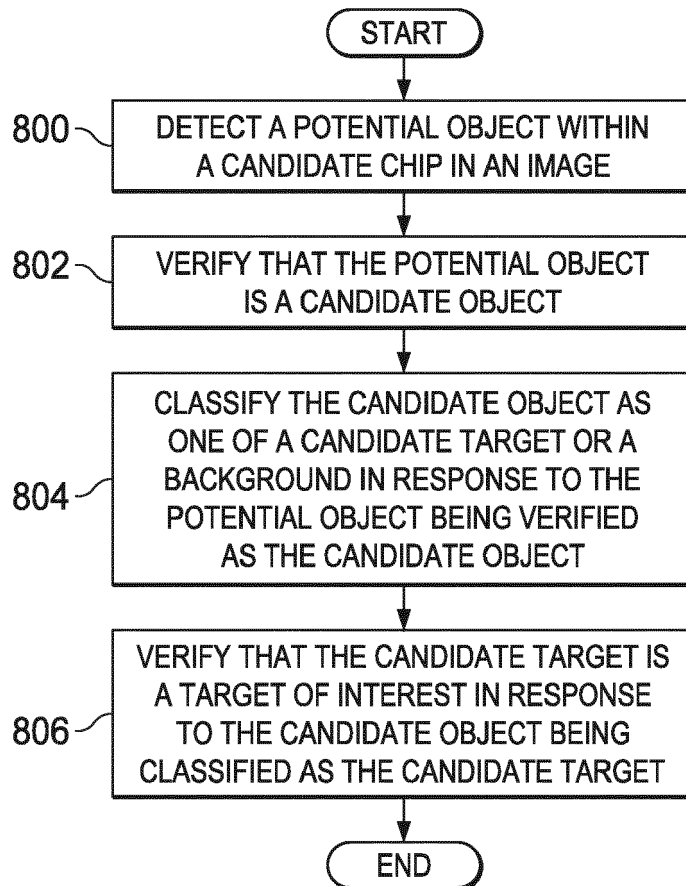 START
800
DETECT A POTENTIAL OBJECT WITHIN
A CANDIDATE CHIP IN AN IMAGE
802
VERIFY THAT THE POTENTIAL OBJECT
IS A CANDIDATE OBJECT
804
CLASSIFY THE CANDIDATE OBJECT AS
ONE OF A CANDIDATE TARGET OR A
BACKGROUND IN RESPONSE TO THE
POTENTIAL OBJECT BEING VERIFIED
AS THE CANDIDATE OBJECT
806
VERIFY THAT THE CANDIDATE TARGET IS
A TARGET OF INTEREST IN RESPONSE
TO THE CANDIDATE OBJECT BEING
CLASSIFIED AS THE CANDIDATE TARGET
END